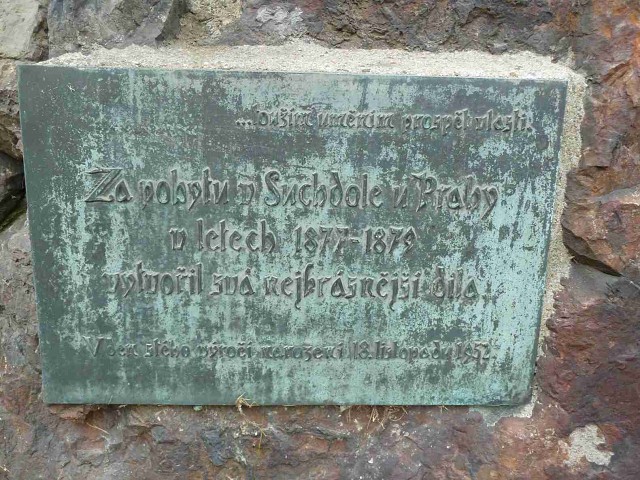 ... Božím uměním prospěl vlasti.
Za pobytu v Suchdole u Prahy
v letech 1877-1879
vytvořil svá nejkrásnější díla.
V den stého výročí narození 18. listopadu 1952.